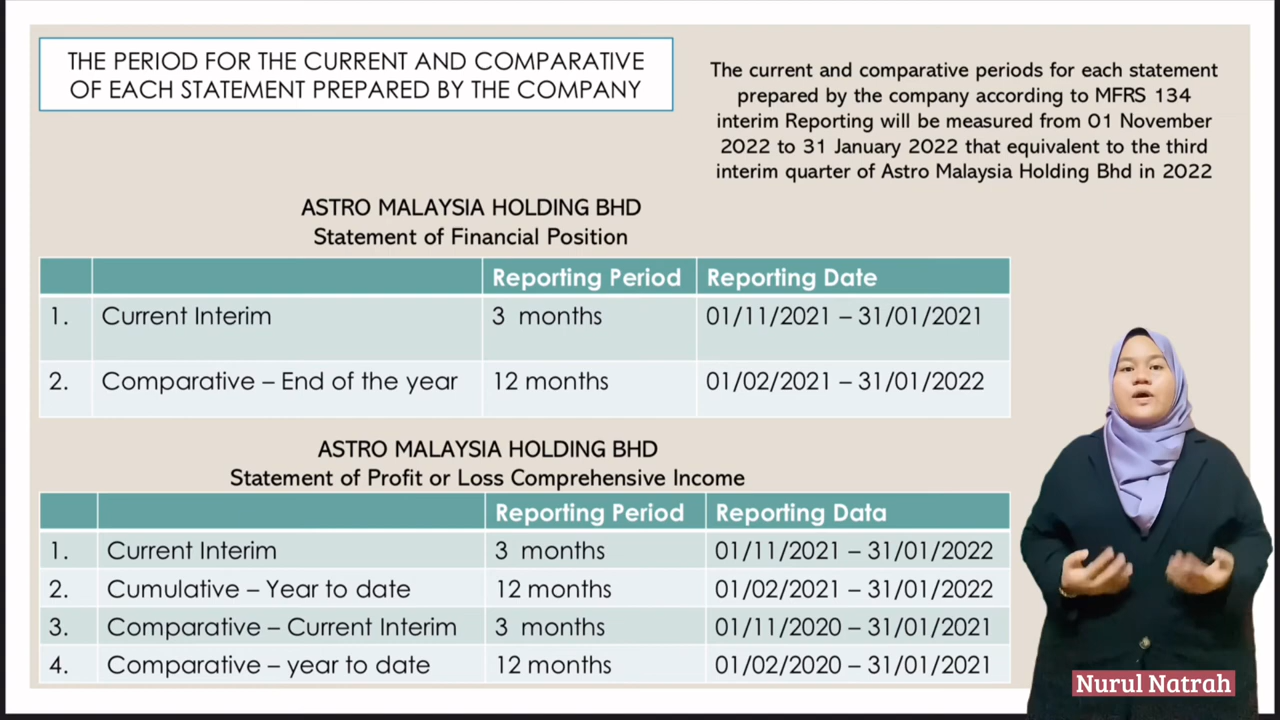 THE PERIOD FOR THE CURRENT AND COMPARATIVE
OF EACH STATEMENT PREPARED BY THE COMPANY
The current and comparative periods for each statement
prepared by the company according to MFRS 134
interim Reporting will be measured from 01 November
2022 to 31 January 2022 that equivalent to the third
interim quarter of Astro Malaysia Holding Bhd in 2022
ASTRO MALAYSIA HOLDING BHD
Statement of Financial Position
Reporting Period Reporting Date
1. Current Interim 3 months 01/11/2021 – 31/01/2021
2. Comparative – End of the year 12 months 01/02/2021 – 31/01/2022
ASTRO MALAYSIA HOLDING BHD
Statement of Profit or Loss Comprehensive Income
Reporting Period Reporting Data
1. Current Interim 3 months 01/11/2021 – 31/01/2022
2. Cumulative – Year to date 12 months 01/02/2021 – 31/01/2022
3. Comparative – Current Interim 3 months 01/11/2020 – 31/01/2021
4. Comparative – year to date 12 months 01/02/2020 – 31/01/2021
Nurul Natrah